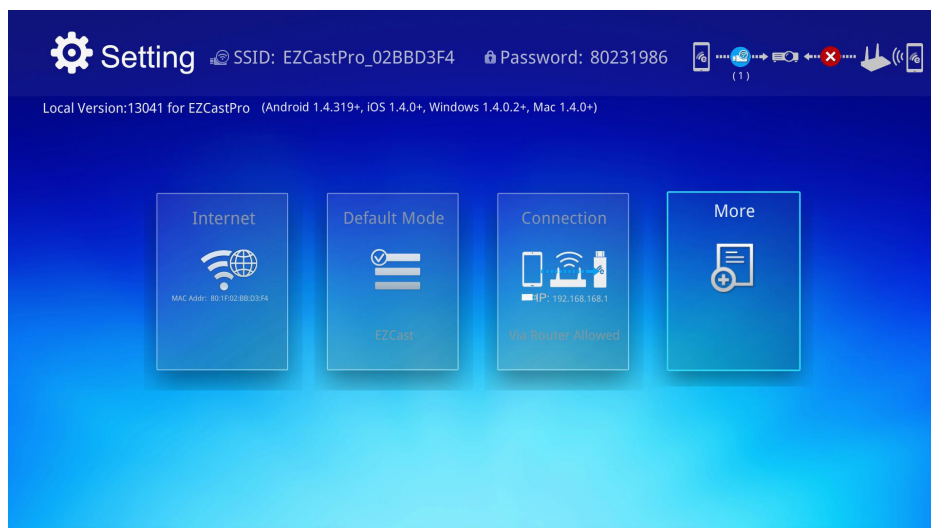 Setting SSID: EZCastPro_02BBD3F4 Password: 80231986
(1)
Local Version:13041 for EZCastPro (Android 1.4.319+, iOS 1.4.0+, Windows 1.4.0.2+, Mac 1.4.0+)
Internet
MAC Addr: 80:1F:02:BB:D3:F4
Default Mode
EZCast
Connection
IP: 192.168.168.1
Via Router Allowed
More